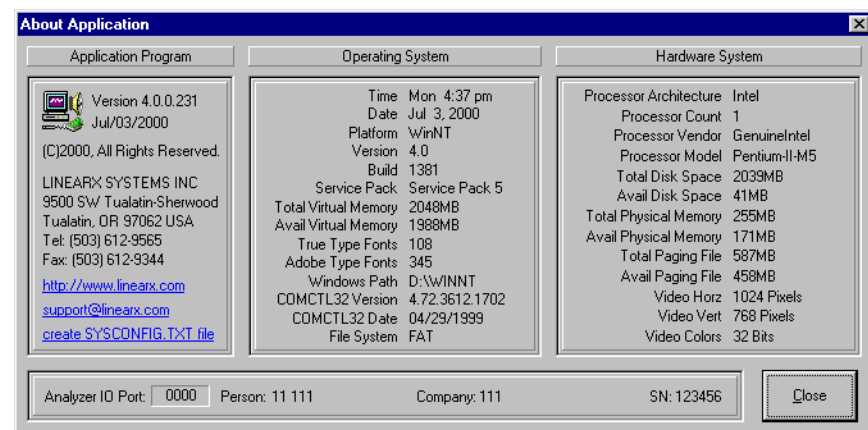 About Application
Application Program
Version 4.0.0.231
Jul/03/2000
(C)2000, All Rights Reserved.
LINEARX SYSTEMS INC
9500 SW Tualatin-Sherwood
Tualatin, OR 97062 USA
Tel: (503) 612-9565
Fax: (503) 612-9344
http://www.linearx.com
support@linearx.com
create SYSCONFIG.TXT file
Operating System
Time Mon 4:37 pm
Date Jul 3, 2000
Platform WinNT
Version 4.0
Build 1381
Service Pack Service Pack 5
Total Virtual Memory 2048MB
Avail Virtual Memory 1988MB
True Type Fonts 108
Adobe Type Fonts 345
Windows Path D:\WINNT
COMCTL32 Version 4.72.3612.1702
COMCTL32 Date 04/29/1999
File System FAT
Hardware System
Processor Architecture Intel
Processor Count 1
Processor Vendor GenuineIntel
Processor Model Pentium-II-M5
Total Disk Space 2039MB
Avail Disk Space 41MB
Total Physical Memory 255MB
Avail Physical Memory 171MB
Total Paging File 587MB
Avail Paging File 458MB
Video Horz 1024 Pixels
Video Vert 768 Pixels
Video Colors 32 Bits
Analyzer IO Port: 0000 Person: 11 111 Company: 111 SN: 123456
Close